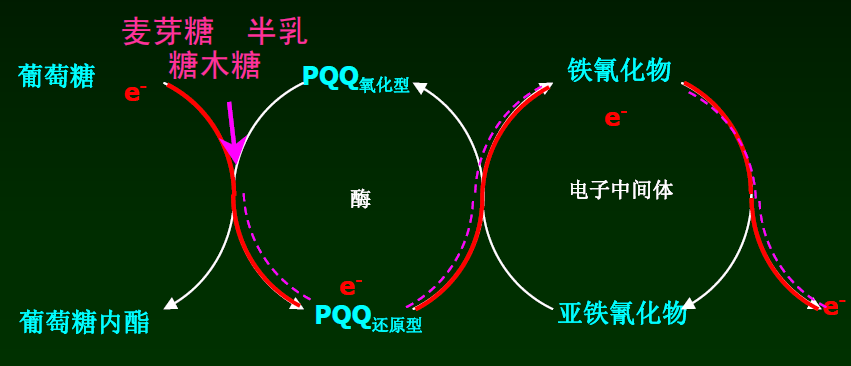 麦芽糖 半乳
糖木糖
葡萄糖
e-
PQQ氧化型
铁氰化物
e-
酶
电子中间体
e-
葡萄糖内酯
PQQ还原型
亚铁氰化物
e-